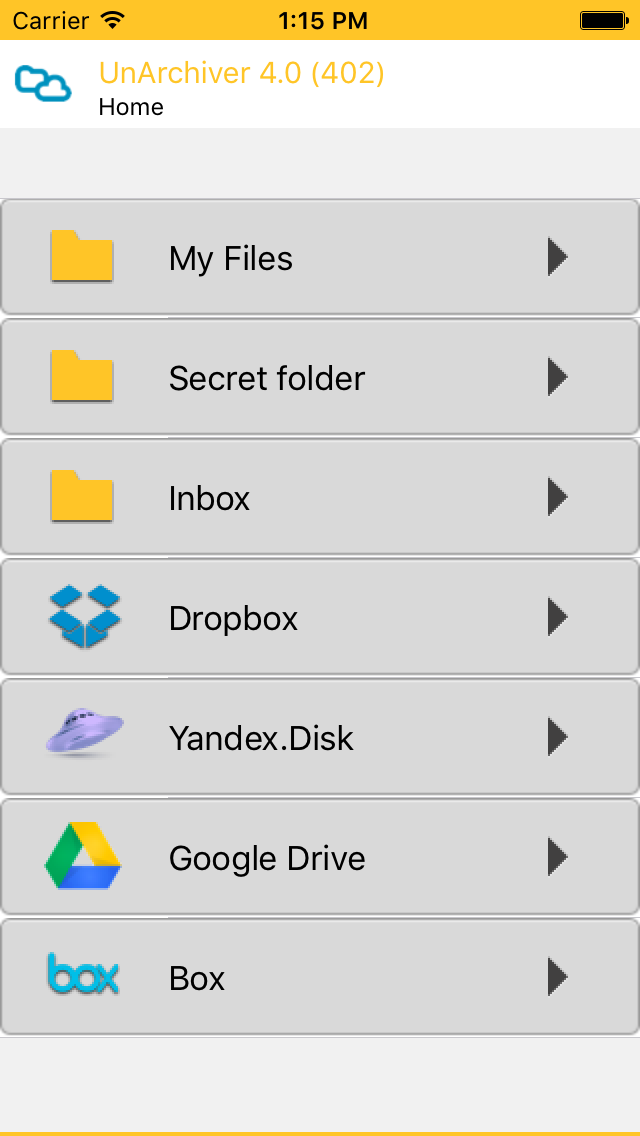 Carrier 1:15 PM
UnArchiver 4.0 (402)
Home
My Files
Secret folder
Inbox
Dropbox
Yandex.Disk
Google Drive
box Box